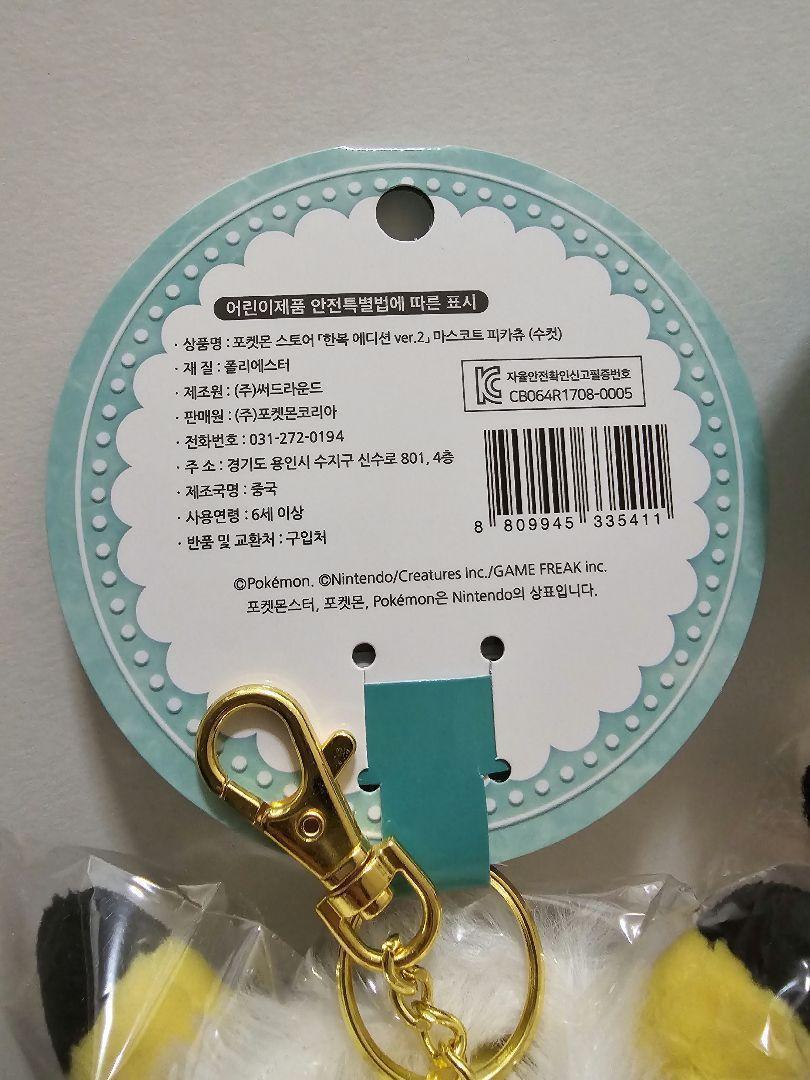 어린이제품 안전특별법에 따른 표시
· 상품명 : 포켓몬 스토어 「한복 에디션 ver.2」 마스코트 피카츄 (수컷)
· 재 질 : 폴리에스터
· 제조원 : (주)써드라운드
· 판매원 : (주)포켓몬코리아
· 전화번호 : 031-272-0194
· 주 소 : 경기도 용인시 수지구 신수로 801, 4층
· 제조국명 : 중국
· 사용연령 : 6세 이상
· 반품 및 교환처 : 구입처
자율안전확인신고필증번호
CB064R1708-0005
8 809945 335411
©Pokémon. ©Nintendo/Creatures Inc./GAME FREAK inc.
포켓몬스터, 포켓몬, Pokémon은 Nintendo의 상표입니다.